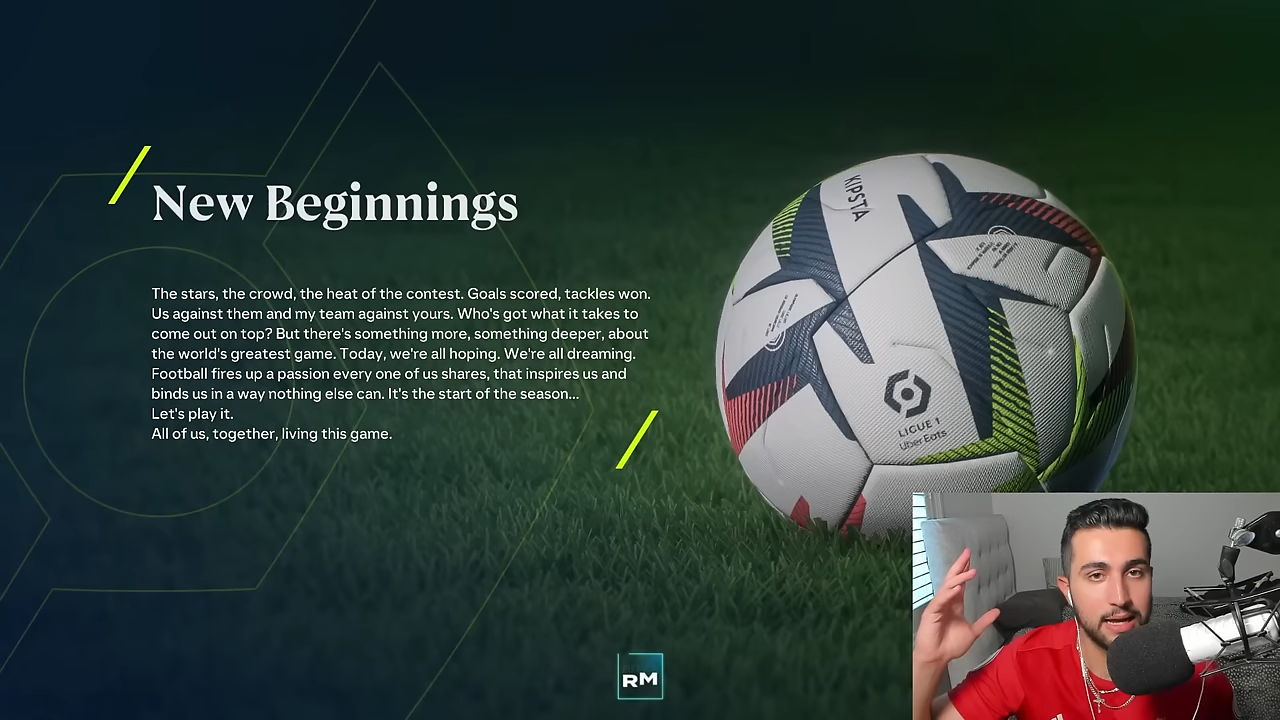 New Beginnings
The stars, the crowd, the heat of the contest. Goals scored, tackles won.
Us against them and my team against yours. Who's got what it takes to
come out on top? But there's something more, something deeper, about
the world's greatest game. Today, we're all hoping. We're all dreaming.
Football fires up a passion every one of us shares, that inspires us and
binds us in a way nothing else can. It's the start of the season...
Let's play it.
All of us, together, living this game.
KIPSTA
LIGUE 1
Uber Eats
RM